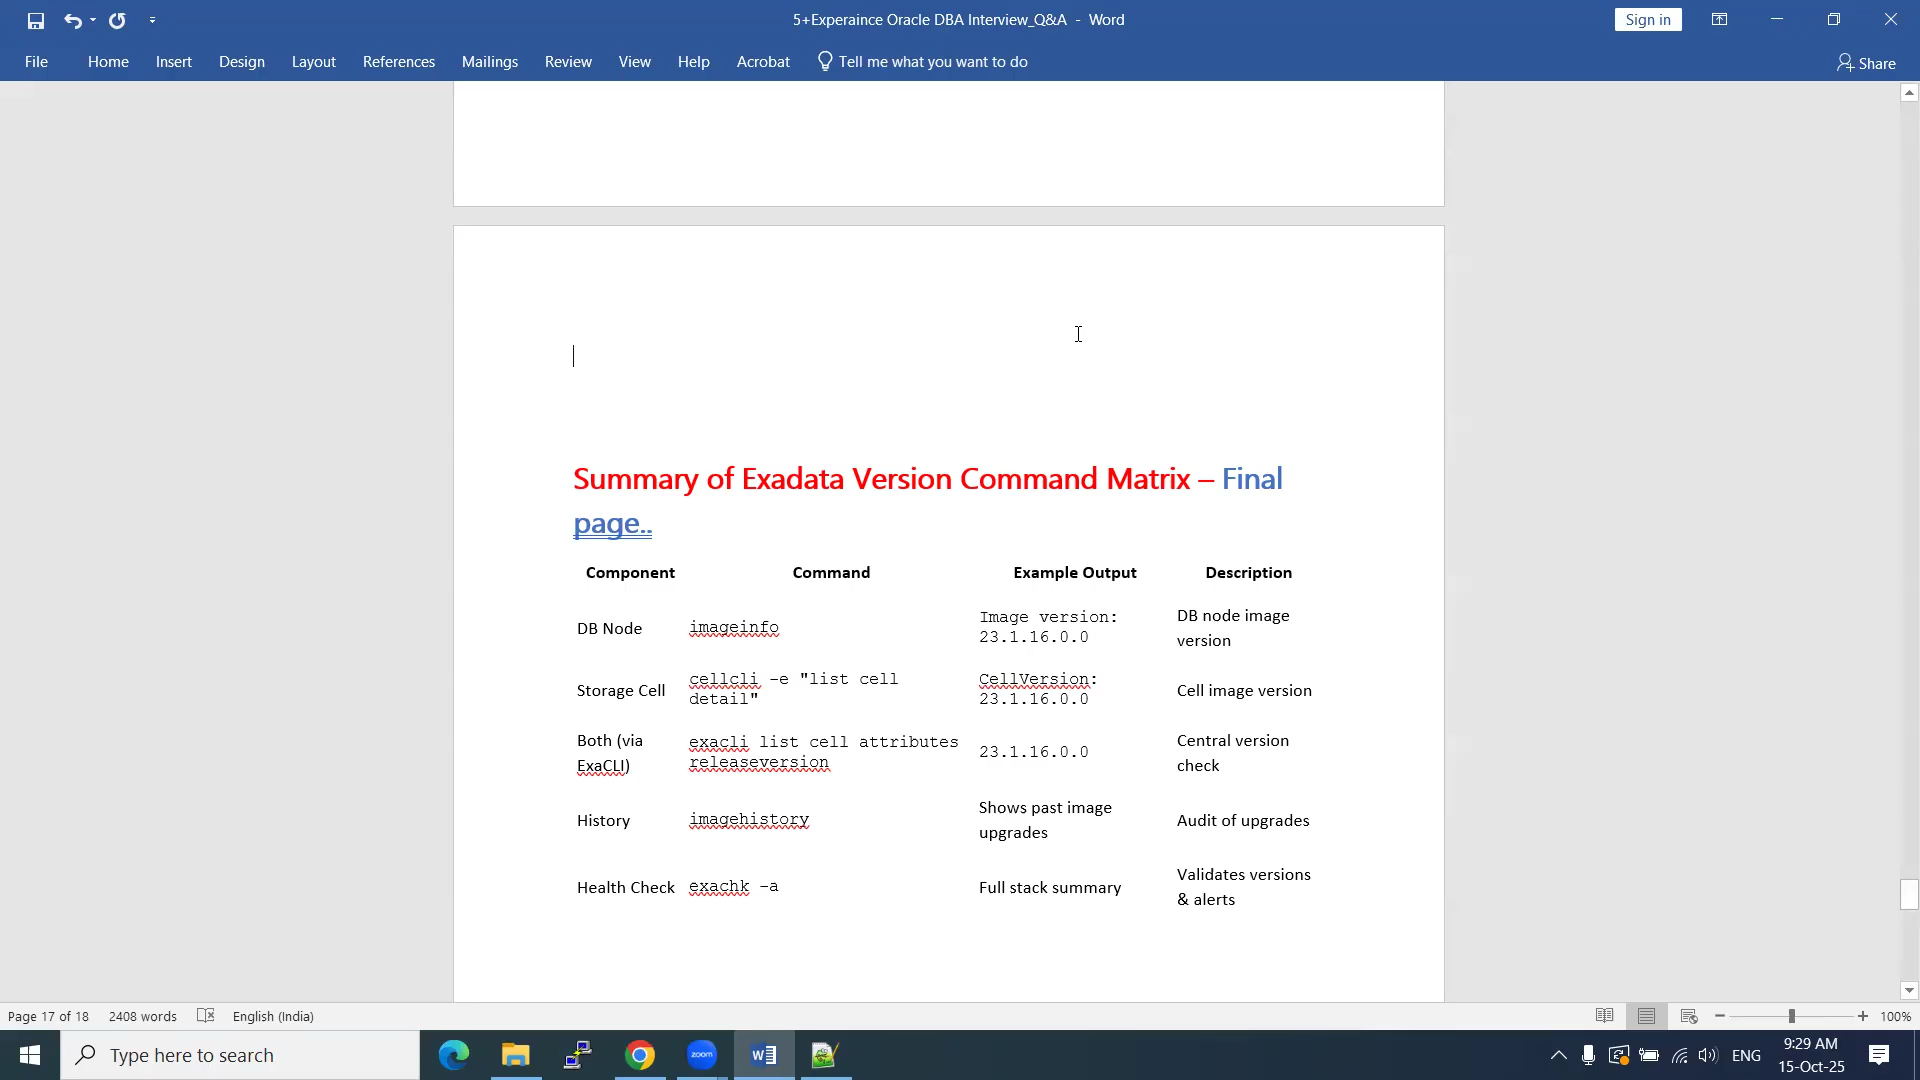 5+Experaince Oracle DBA Interview_Q&A - Word
Sign in
File Home Insert Design Layout References Mailings Review View Help Acrobat Tell me what you want to do
Share
Summary of Exadata Version Command Matrix – Final
page..
Component Command Example Output Description
DB Node imageinfo Image version: 23.1.16.0.0 DB node image version
Storage Cell cellcli -e "list cell detail" CellVersion: 23.1.16.0.0 Cell image version
Both (via ExaCLI) exacli list cell attributes releaseversion 23.1.16.0.0 Central version check
History imagehistory Shows past image upgrades Audit of upgrades
Health Check exachk -a Full stack summary Validates versions & alerts
Page 17 of 18 2408 words English (India) 100%
Type here to search
zoom
ENG
9:29 AM
15-Oct-25